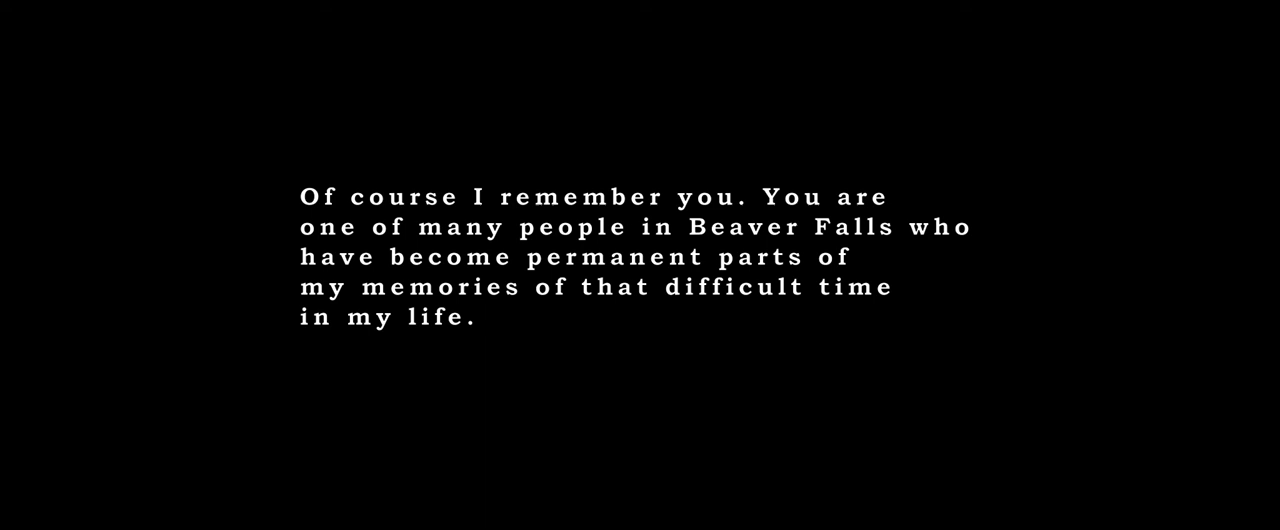 Of course I remember you. You are
one of many people in Beaver Falls who
have become permanent parts of
my memories of that difficult time
in my life.